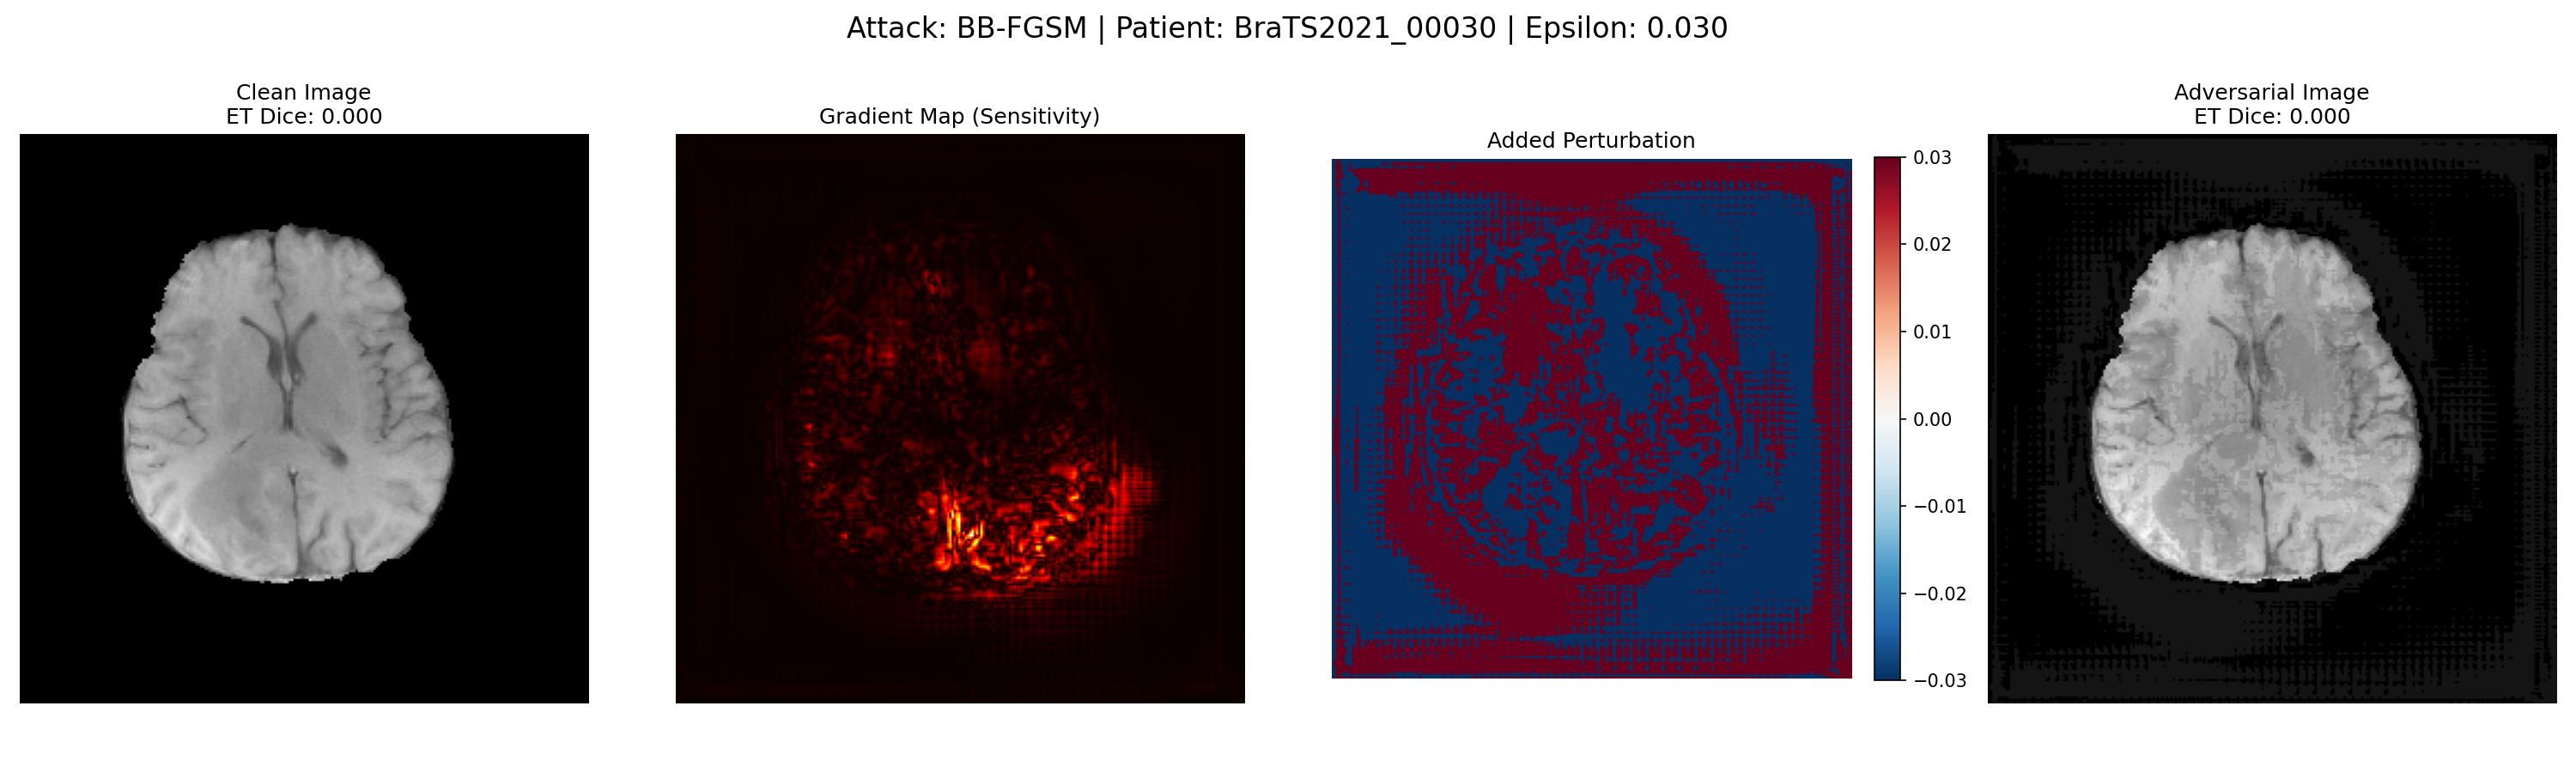 Attack: BB-FGSM | Patient: BraTS2021_00030 | Epsilon: 0.030
Clean Image
ET Dice: 0.000
Gradient Map (Sensitivity)
Added Perturbation
0.03
0.02
0.01
0.00
−0.01
−0.02
−0.03
Adversarial Image
ET Dice: 0.000